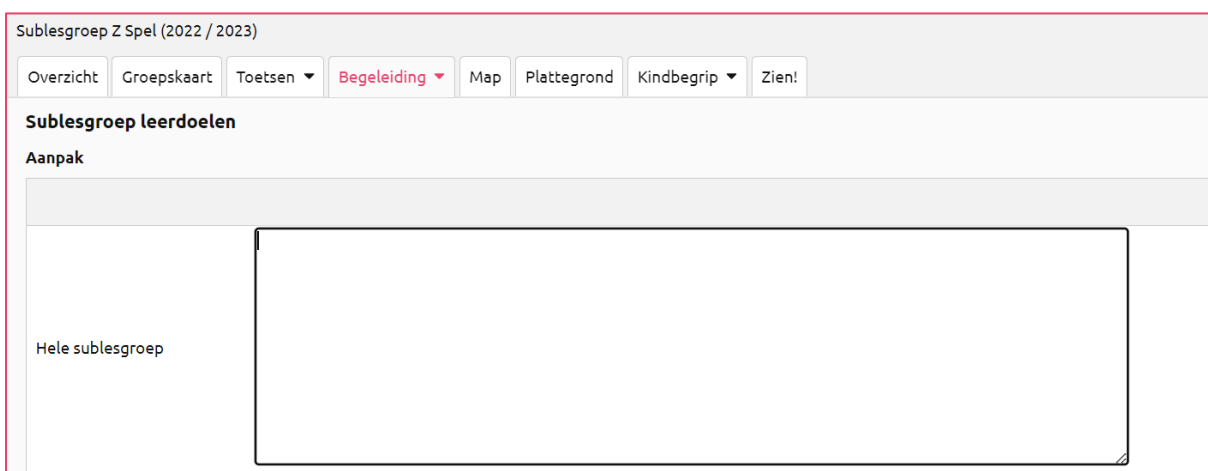 Sublesgroep Z Spel (2022 / 2023)
Overzicht Groepskaart Toetsen Begeleiding Map Plattegrond Kindbegrip Zien!
Sublesgroep leerdoelen
Aanpak
Hele sublesgroep